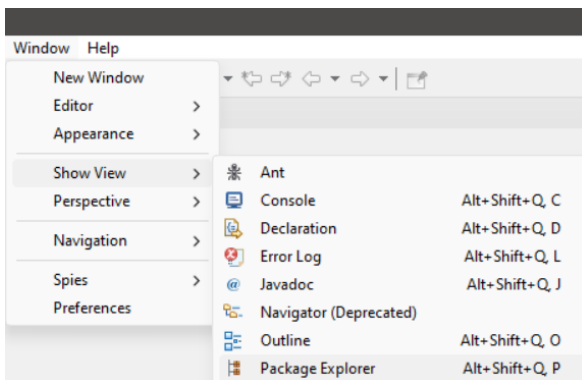 Window Help
New Window
Editor
Appearance
Show View
Perspective
Navigation
Spies
Preferences
Ant
Console Alt+Shift+Q, C
Declaration Alt+Shift+Q, D
Error Log Alt+Shift+Q, L
Javadoc Alt+Shift+Q, J
Navigator (Deprecated)
Outline Alt+Shift+Q, O
Package Explorer Alt+Shift+Q, P